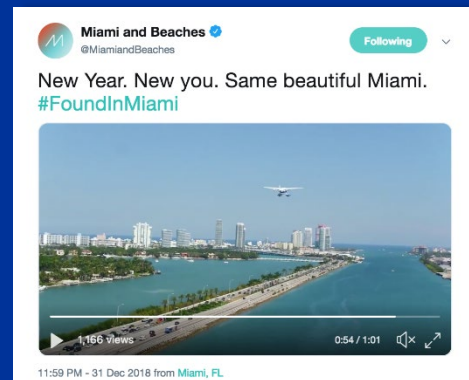 Miami and Beaches
@MiamiandBeaches
Following
New Year. New you. Same beautiful Miami.
#FoundInMiami
1,166 views
0:54 / 1:01
11:59 PM - 31 Dec 2018 from Miami, FL